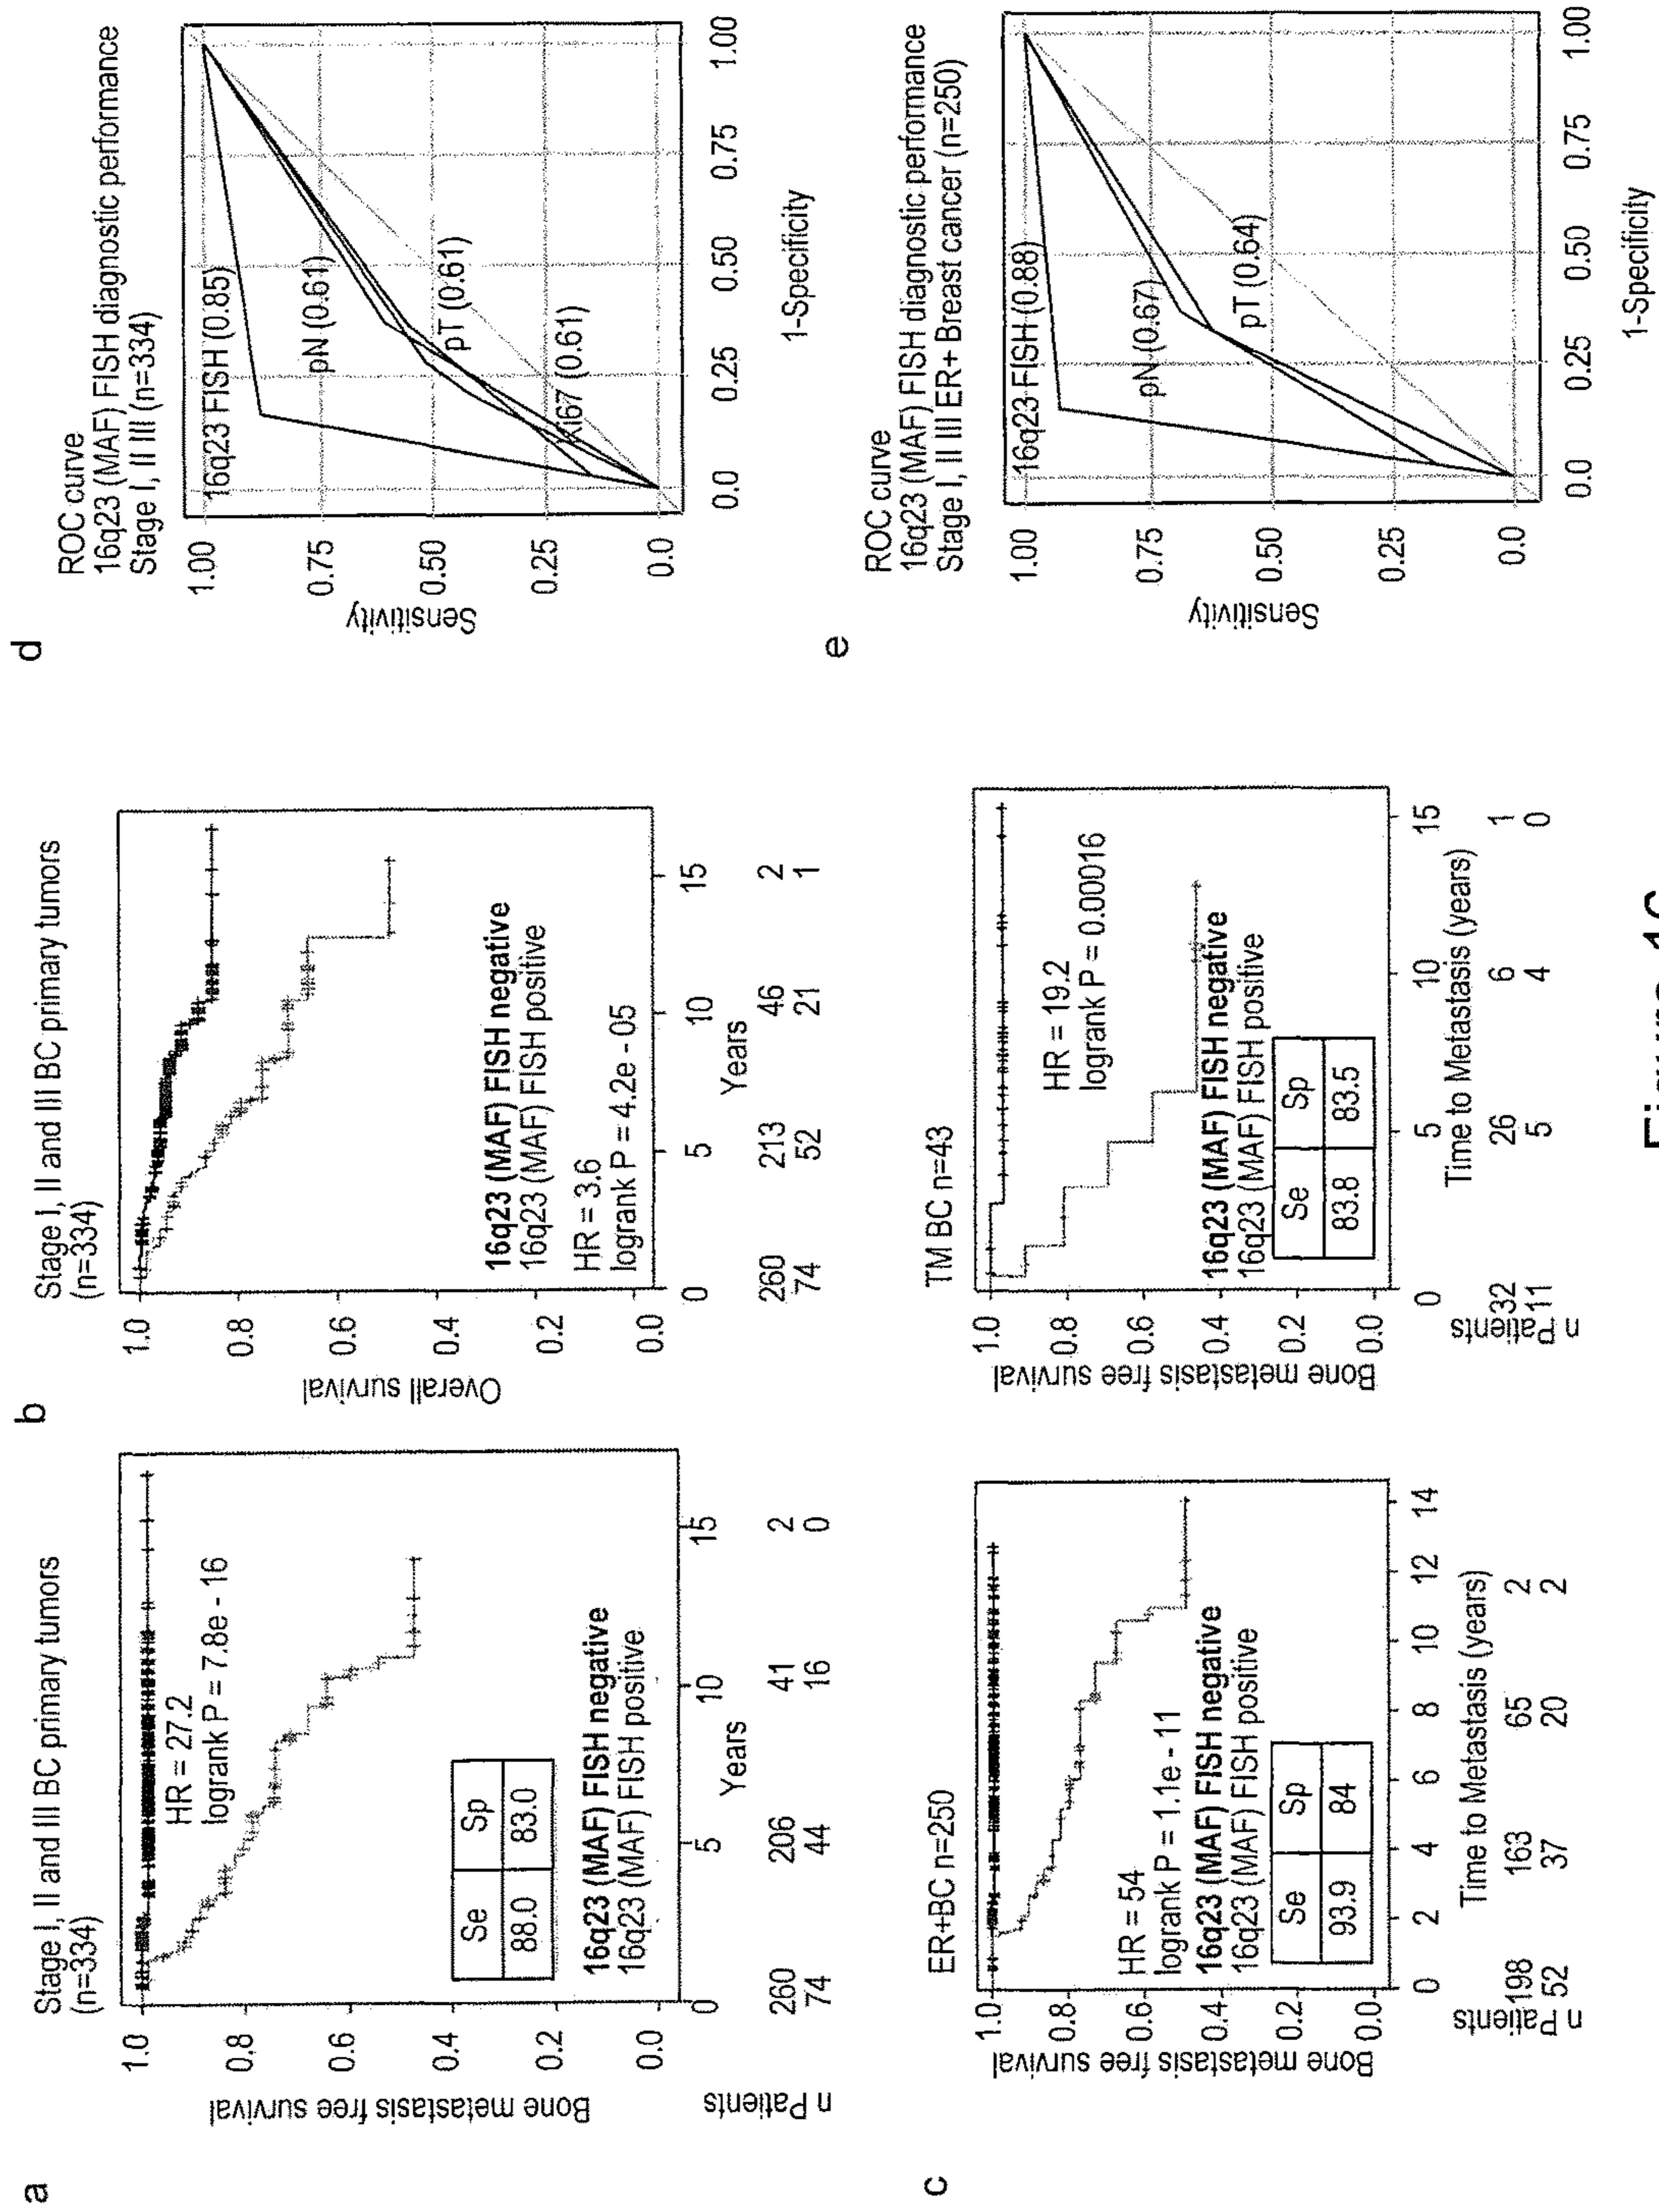 a
Stage I, II and III BC primary tumors
(n=334)
Bone metastasis free survival
1.0
0.8
0.6
0.4
0.2
0.0
HR = 27.2
logrank P = 7.8e - 16
Se Sp
88.0 83.0
16q23 (MAF) FISH negative
16q23 (MAF) FISH positive
0 5 10 15
Years
n Patients
260 206 41 2
74 44 16 0
b
Stage I, II and III BC primary tumors
(n=334)
Overall survival
1.0
0.8
0.6
0.4
0.2
0.0
16q23 (MAF) FISH negative
16q23 (MAF) FISH positive
HR = 3.6
logrank P = 4.2e - 05
0 5 10 15
Years
260 213 46 2
74 52 21 1
d
ROC curve
16q23 (MAF) FISH diagnostic performance
Stage I, II III (n=334)
Sensitivity
1.00
0.75
0.50
0.25
0.0
16q23 FISH (0.85)
pN (0.61)
pT (0.61)
Ki67 (0.61)
0.0 0.25 0.50 0.75 1.00
1-Specificity
c
ER+BC n=250
Bone metastasis free survival
1.0
0.8
0.6
0.4
0.2
0.0
HR = 54
logrank P = 1.1e - 11
16q23 (MAF) FISH negative
16q23 (MAF) FISH positive
Se Sp
93.9 84
0 2 4 6 8 10 12 14
Time to Metastasis (years)
n Patients
198 163 65 2
52 37 20 2
TM BC n=43
Bone metastasis free survival
1.0
0.8
0.6
0.4
0.2
0.0
HR = 19.2
logrank P = 0.00016
16q23 (MAF) FISH negative
16q23 (MAF) FISH positive
Se Sp
83.8 83.5
0 5 10 15
Time to Metastasis (years)
n Patients
32 26 6 1
11 5 4 0
e
ROC curve
16q23 (MAF) FISH diagnostic performance
Stage I, II III ER+ Breast cancer (n=250)
Sensitivity
1.00
0.75
0.50
0.25
0.0
16q23 FISH (0.88)
pN (0.67)
pT (0.64)
0.0 0.25 0.50 0.75 1.00
1-Specificity